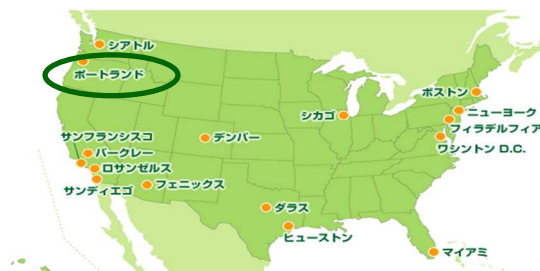 シアトル
ポートランド
サンフランシスコ
バークレー
ロサンゼルス
サンディエゴ
フェニックス
デンバー
シカゴ
ダラス
ヒューストン
ボストン
ニューヨーク
フィラデルフィア
ワシントン D.C.
マイアミ